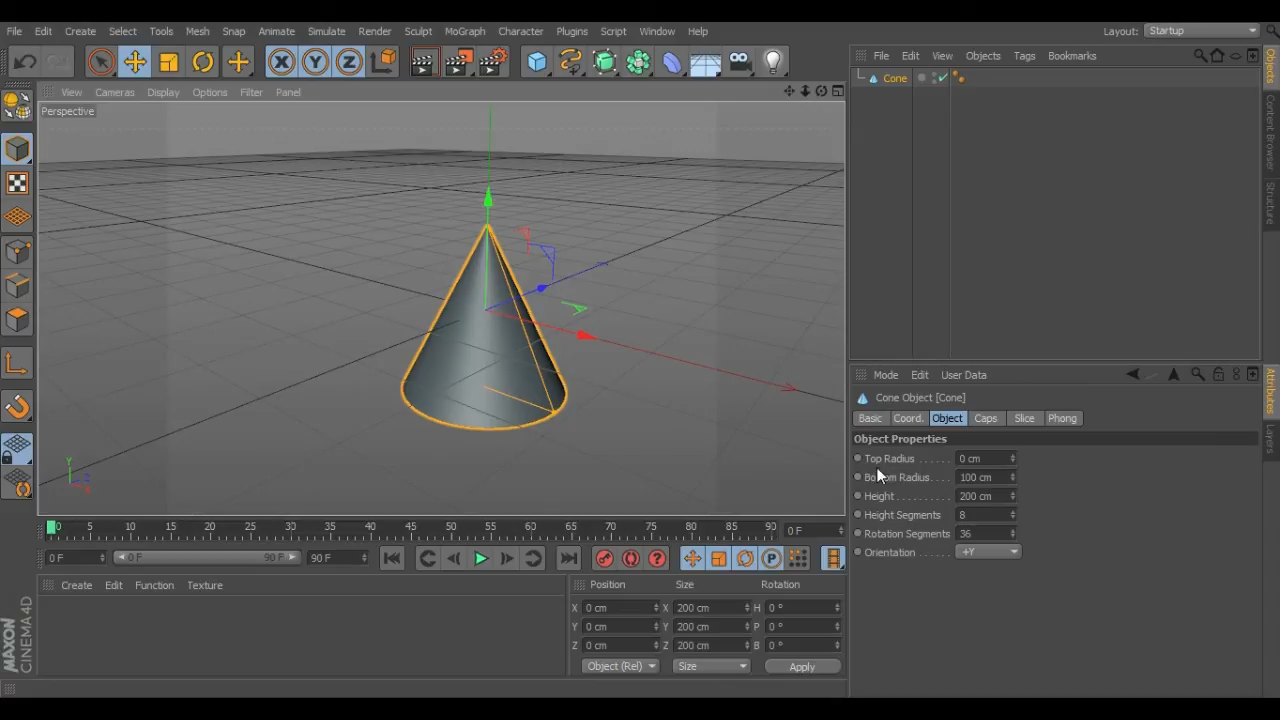 File Edit Create Select Tools Mesh Snap Animate Simulate Render Sculpt MoGraph Character Plugins Script Window Help Layout: Startup
X Y Z
File Edit View Objects Tags Bookmarks
Cone
View Cameras Display Options Filter Panel
Perspective
Y
Z
X
Objects
Content Browser
Structure
Mode Edit User Data
Cone Object [Cone]
Basic Coord. Object Caps Slice Phong
Object Properties
Top Radius . . . . . . 0 cm
Bottom Radius . . . . 100 cm
Height . . . . . . . . . 200 cm
Height Segments 8
Rotation Segments 36
Orientation . . . . . . +Y
Attributes
Layers
0 5 10 15 20 25 30 35 40 45 50 55 60 65 70 75 80 85 90 0 F
0 F 0 F 90 F 90 F ? P
Create Edit Function Texture
Position Size Rotation
X 0 cm X 200 cm H 0 °
Y 0 cm Y 200 cm P 0 °
Z 0 cm Z 200 cm B 0 °
Object (Rel) Size Apply
MAXON
CINEMA 4D